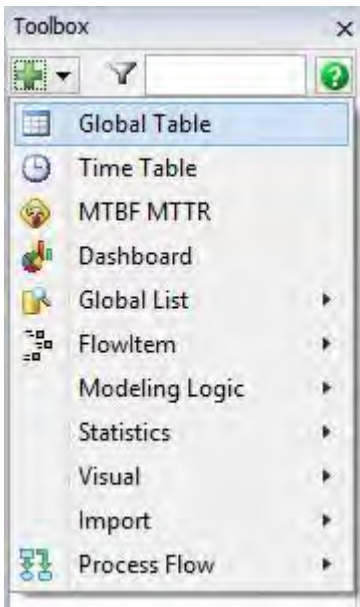 Toolbox
Global Table
Time Table
MTBF MTTR
Dashboard
Global List
FlowItem
Modeling Logic
Statistics
Visual
Import
Process Flow